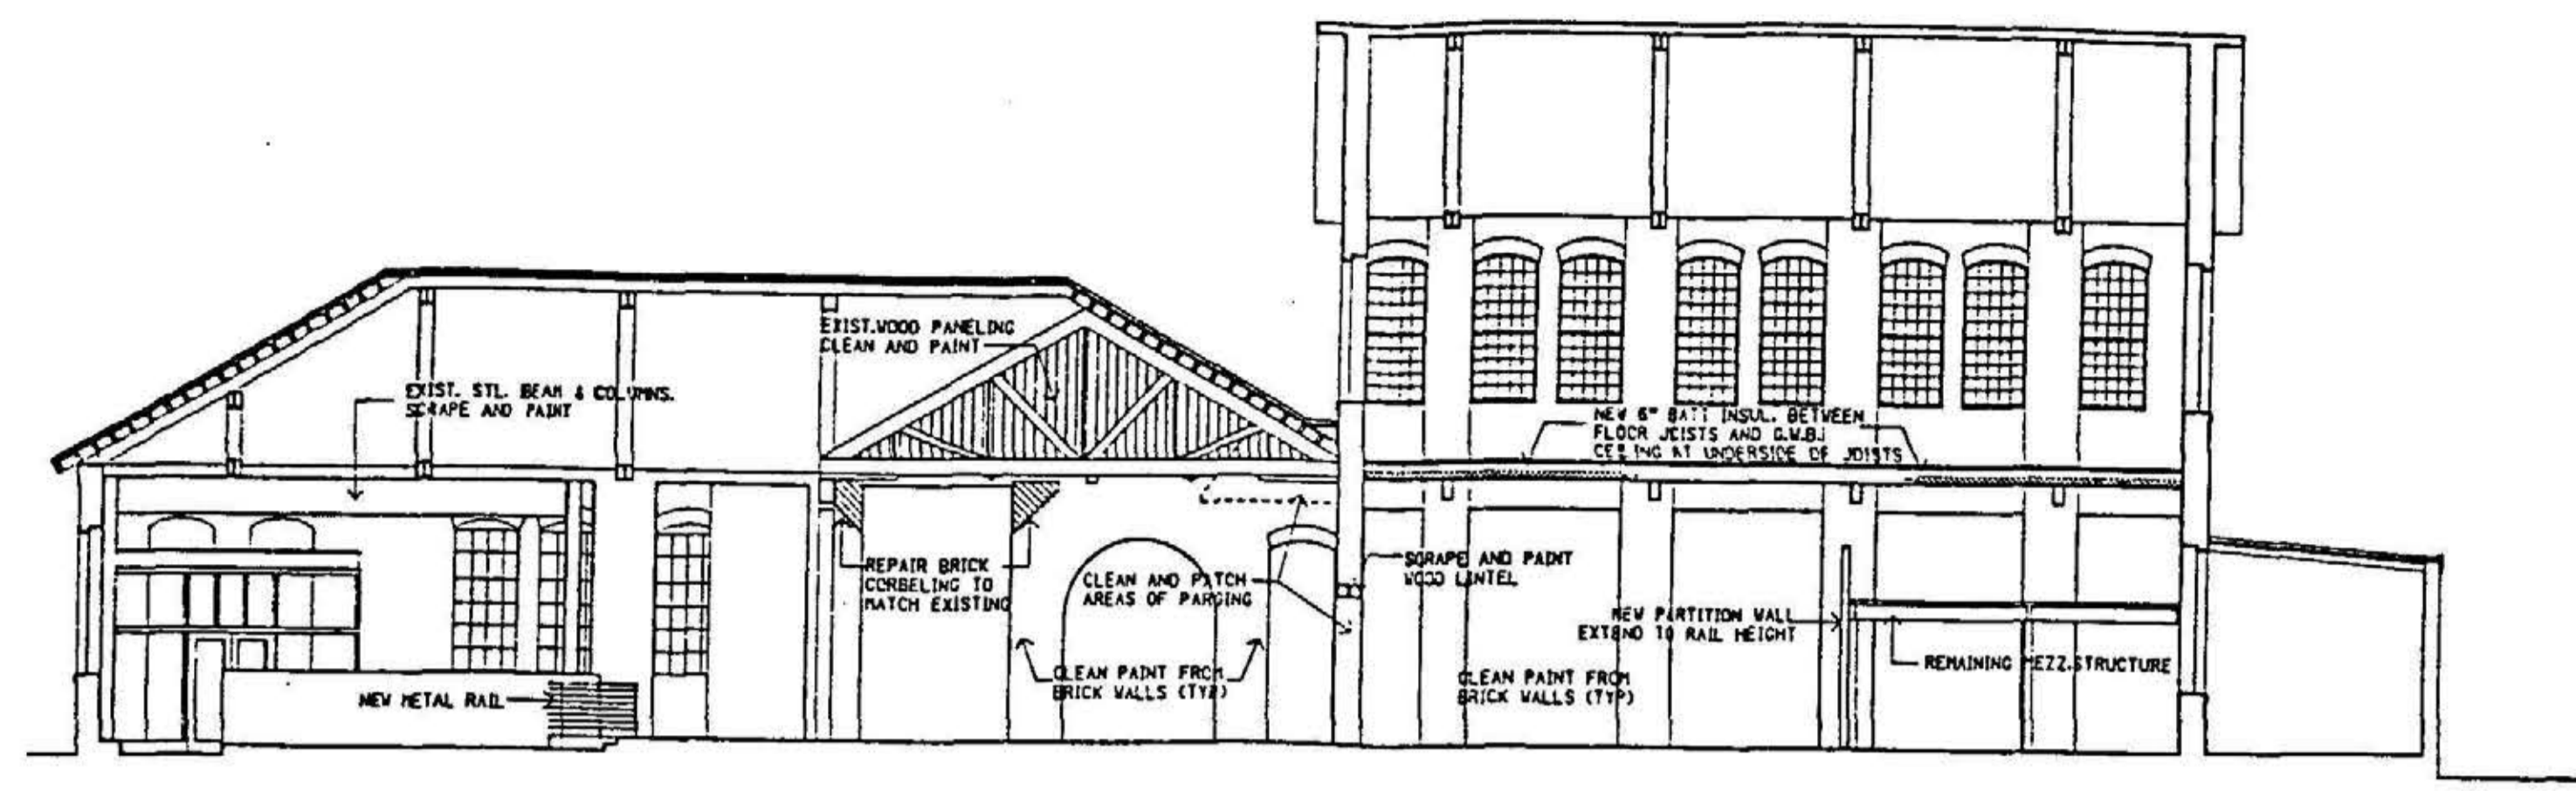 EXIST.WOOD PANELING
CLEAN AND PAINT
EXIST. STL. BEAM & COLUMNS.
SCRAPE AND PAINT
NEW 6" BATT INSUL. BETWEEN
FLOOR JOISTS AND G.W.B.
CEILING AT UNDERSIDE OF JOISTS
REPAIR BRICK
CORBELING TO
MATCH EXISTING
CLEAN AND PATCH
AREAS OF PARGING
SCRAPE AND PAINT
WOOD LINTEL
NEW PARTITION WALL
EXTEND TO RAIL HEIGHT
REMAINING MEZZ.STRUCTURE
NEW METAL RAIL
CLEAN PAINT FROM
BRICK WALLS (TYP)
CLEAN PAINT FROM
BRICK WALLS (TYP)